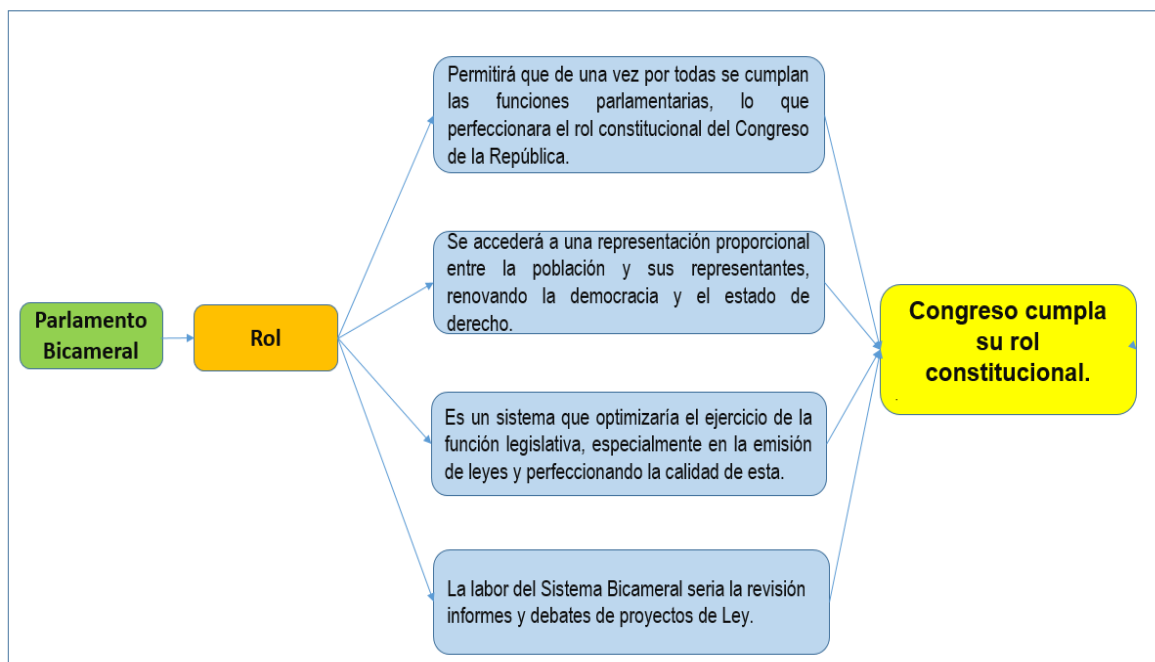 Parlamento
Bicameral
Rol
Permitirá que de una vez por todas se cumplan
las funciones parlamentarias, lo que
perfeccionara el rol constitucional del Congreso
de la República.
Se accederá a una representación proporcional
entre la población y sus representantes,
renovando la democracia y el estado de
derecho.
Es un sistema que optimizaría el ejercicio de la
función legislativa, especialmente en la emisión
de leyes y perfeccionando la calidad de esta.
La labor del Sistema Bicameral seria la revisión
informes y debates de proyectos de Ley.
Congreso cumpla
su rol
constitucional.
.